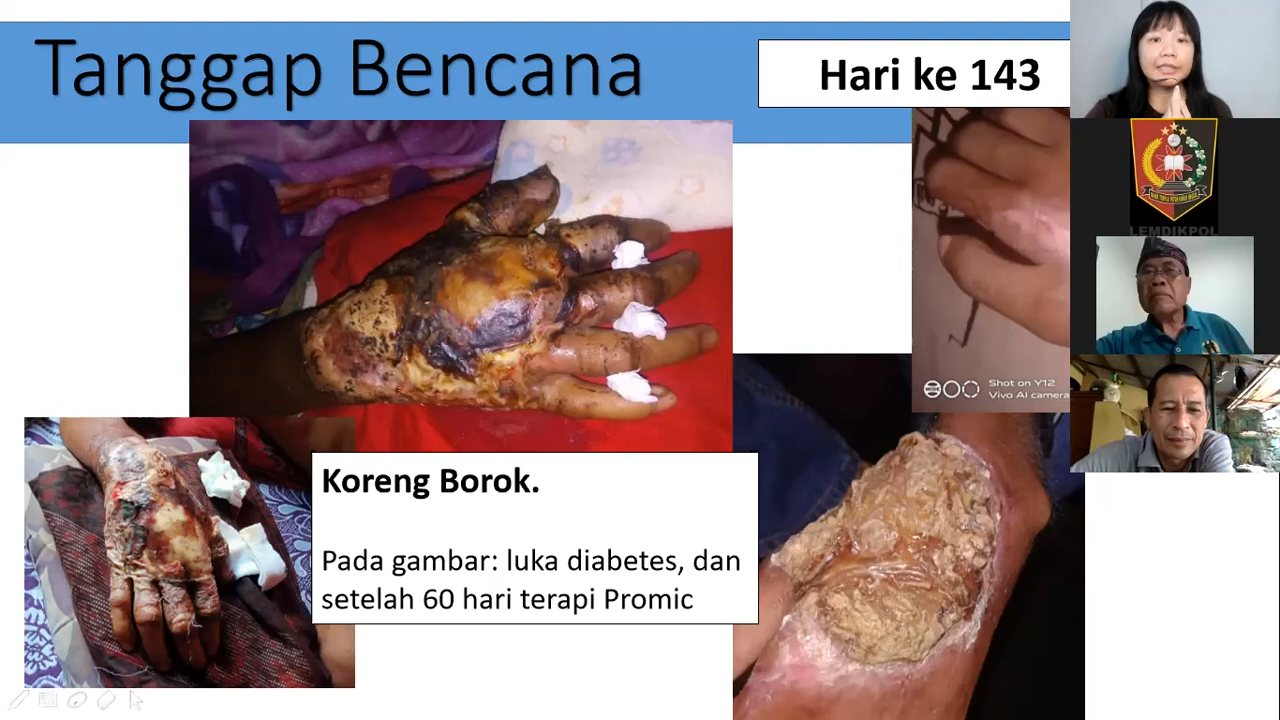 Tanggap Bencana
Hari ke 143
LEMDIKPOL
Shot on Y12
Vivo AI camera
Koreng Borok.
Pada gambar: luka diabetes, dan
setelah 60 hari terapi Promic